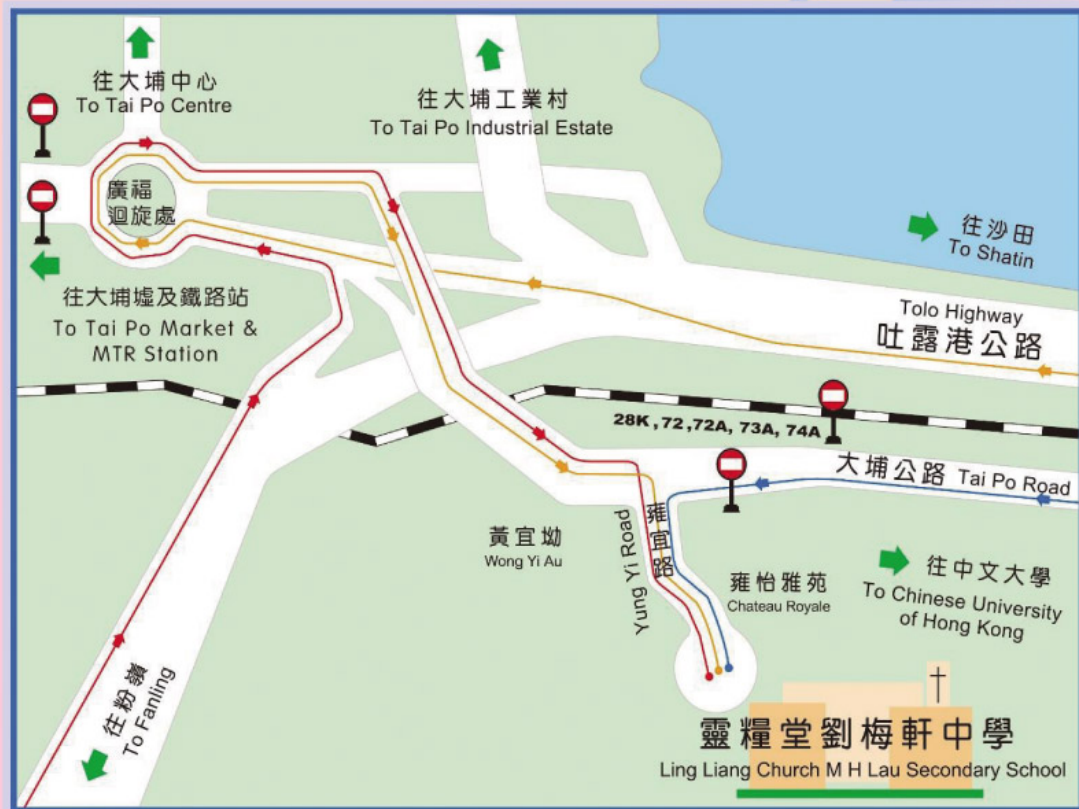 往大埔中心
To Tai Po Centre
往大埔工業村
To Tai Po Industrial Estate
廣福
迴旋處
往沙田
To Shatin
往大埔墟及鐵路站
To Tai Po Market &
MTR Station
Tolo Highway
吐露港公路
28K, 72, 72A, 73A, 74A
大埔公路 Tai Po Road
黃宜坳
Wong Yi Au
Yung Yi Road
雍宜路
雍怡雅苑
Chateau Royale
往中文大學
To Chinese University
of Hong Kong
往粉嶺
To Fanling
靈糧堂劉梅軒中學
Ling Liang Church M H Lau Secondary School